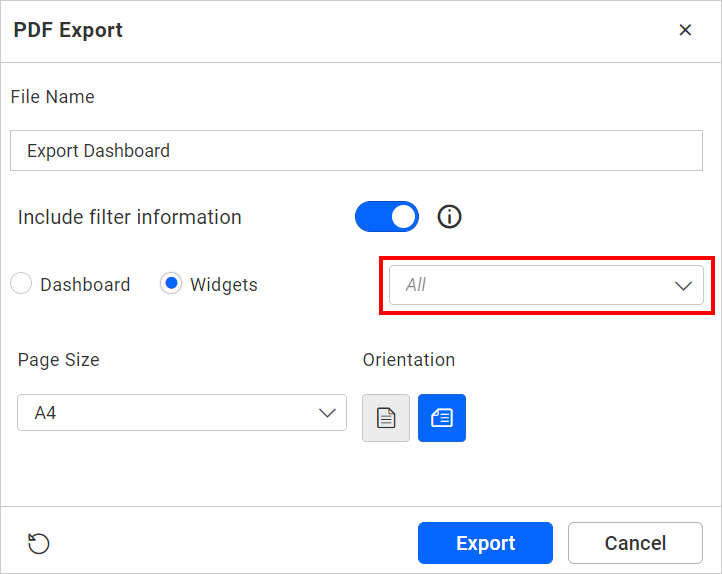 PDF Export
File Name
Export Dashboard
Include filter information
Dashboard Widgets All
Page Size Orientation
A4
Export Cancel